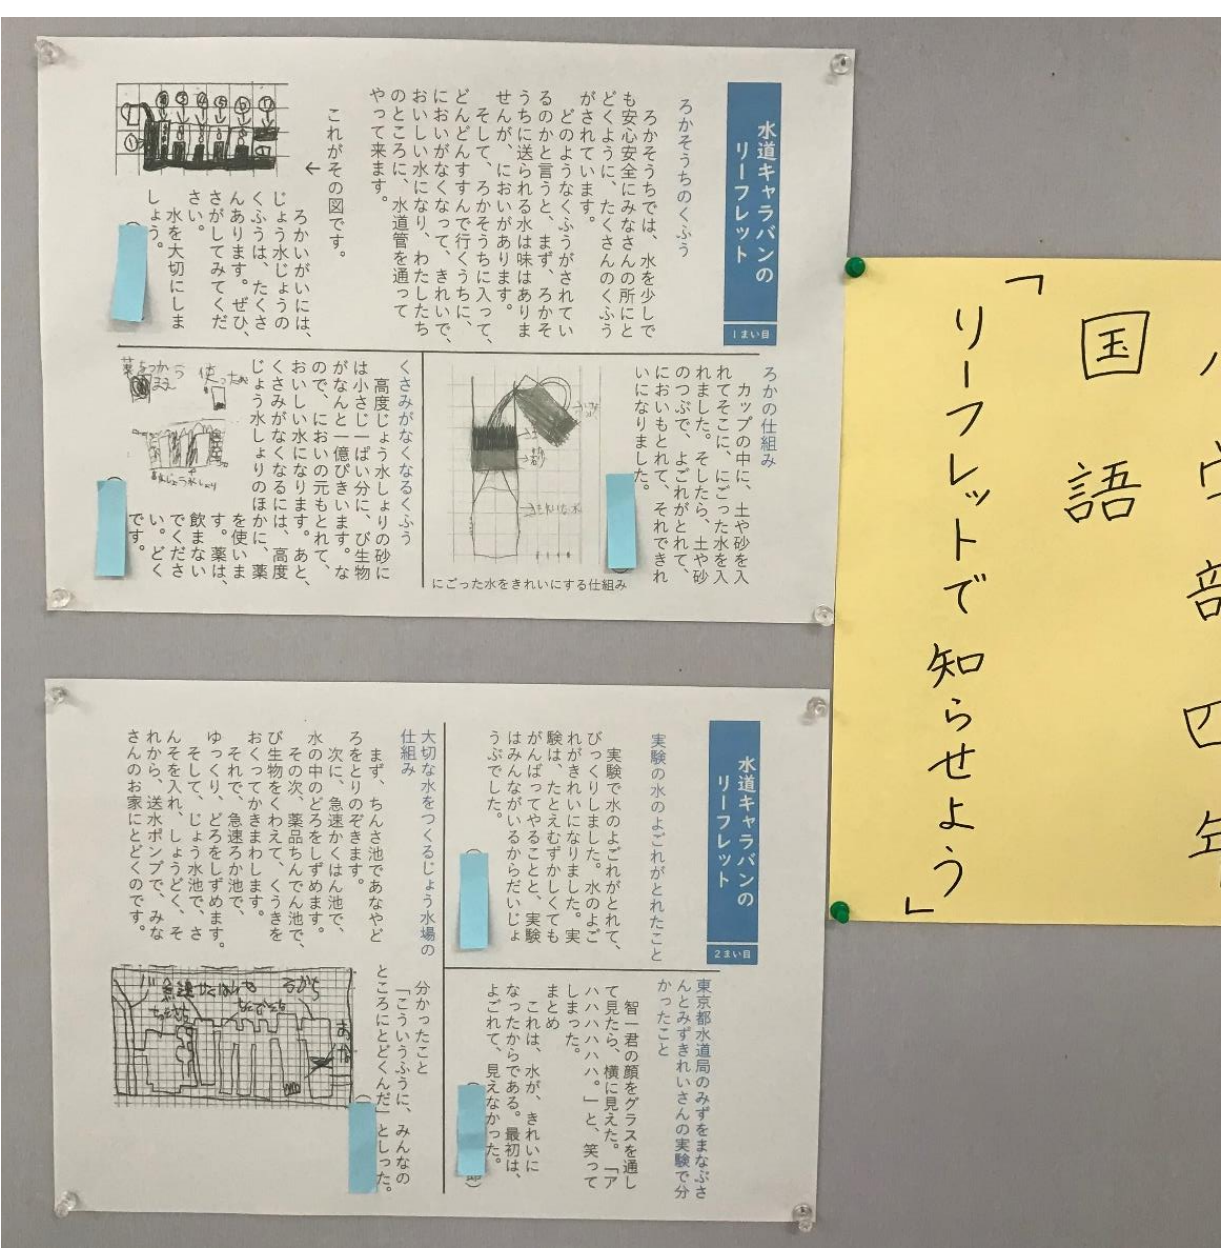 国語
「リーフレットで知らせよう」
水道キャラバンの
リーフレット
1まい目
ろかそうちのくふう
ろかそうちでは、水を少しで
も安心安全にみなさんの所にと
どくように、たくさんのくふう
がされています。
どのようなくふうがされてい
るのかと言うと、まず、ろかそ
うちに送られる水は味はありま
せんが、においがあります。
そして、ろかそうちに入って、
どんどんすすんで行くうちに、
においがなくなって、きれいで、
おいしい水になり、わたしたち
のところに、水道管を通って
やって来ます。
これがその図です。
←
ろかいがいには、
じょう水じょうの
くふうは、たくさ
んあります。ぜひ、
さがしてみてくだ
さい。
水を大切にしま
しょう。
ろかの仕組み
カップの中に、土や砂を入
れてそこに、にごった水を入
れました。そしたら、土や砂
のつぶで、よごれがとれて、
においもとれて、それできれ
いになりました。
にごった水をきれいにする仕組み
くさみがなくなるくふう
高度じょう水しょりの砂に
は小さじ一ぱい分に、び生物
がなんと一億びきいます。な
ので、においの元もとれて、
おいしい水になります。あと、
くさみがなくなるには、高度
じょう水しょりのほかに、薬
を使いま
す。薬は、
飲まない
でくださ
い。どく
です。
水道キャラバンの
リーフレット
2まい目
実験の水のよごれがとれたこと
実験で水のよごれがとれて、
びっくりしました。水のよご
れがきれいになりました。実
験は、たとえむずかしくても
がんばってやることと、実験
はみんながいるからだいじょ
うぶでした。
東京都水道局のみずをまなぶさ
んとみずきれいさんの実験で分
かったこと
智一君の顔をグラスを通し
て見たら、横に見えた。「ア
ハハハハハハ。」と、笑って
しまった。
まとめ
これは、水が、きれいに
なったからである。最初は、
よごれて、見えなかった。
大切な水をつくるじょう水場の
仕組み
まず、ちんさ池であなやど
ろをとりのぞきます。
次に、急速かくはん池で、
水の中のどろをしずめます。
その次、薬品ちんでん池で、
び生物をくわえて、くうきを
おくってかきまわします。
それで、急速ろか池で、
ゆっくり、どろをしずめます。
そして、じょう水池で、さ
んそを入れ、しょうどく、そ
れから、送水ポンプで、みな
さんのお家にとどくのです。
分かったこと
「こういうふうに、みんなの
ところにとどくんだ」としった。